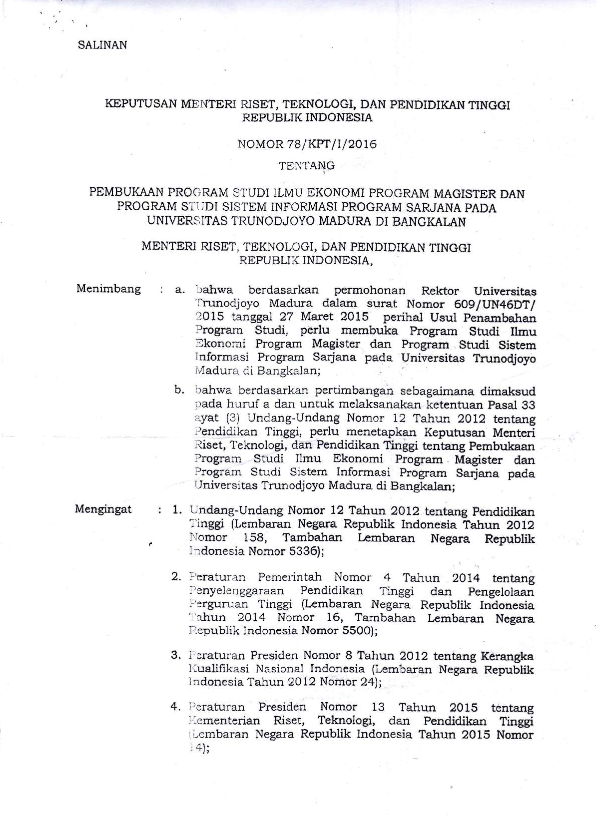 SALINAN
KEPUTUSAN MENTERI RISET, TEKNOLOGI, DAN PENDIDIKAN TINGGI
REPUBLIK INDONESIA
NOMOR 78/KPT/I/2016
TENTANG
PEMBUKAAN PROGRAM STUDI ILMU EKONOMI PROGRAM MAGISTER DAN
PROGRAM STUDI SISTEM INFORMASI PROGRAM SARJANA PADA
UNIVERSITAS TRUNODJOYO MADURA DI BANGKALAN
MENTERI RISET, TEKNOLOGI, DAN PENDIDIKAN TINGGI
REPUBLIK INDONESIA,
Menimbang : a. bahwa berdasarkan permohonan Rektor Universitas
Trunodjoyo Madura dalam surat Nomor 609/UN46DT/
2015 tanggal 27 Maret 2015 perihal Usul Penambahan
Program Studi, perlu membuka Program Studi Ilmu
Ekonomi Program Magister dan Program Studi Sistem
Informasi Program Sarjana pada Universitas Trunodjoyo
Madura di Bangkalan;
b. bahwa berdasarkan pertimbangan sebagaimana dimaksud
pada huruf a dan untuk melaksanakan ketentuan Pasal 33
ayat (3) Undang-Undang Nomor 12 Tahun 2012 tentang
Pendidikan Tinggi, perlu menetapkan Keputusan Menteri
Riset, Teknologi, dan Pendidikan Tinggi tentang Pembukaan
Program Studi Ilmu Ekonomi Program Magister dan
Program Studi Sistem Informasi Program Sarjana pada
Universitas Trunodjoyo Madura di Bangkalan;
Mengingat : 1. Undang-Undang Nomor 12 Tahun 2012 tentang Pendidikan
Tinggi (Lembaran Negara Republik Indonesia Tahun 2012
Nomor 158, Tambahan Lembaran Negara Republik
Indonesia Nomor 5336);
2. Peraturan Pemerintah Nomor 4 Tahun 2014 tentang
Penyelenggaraan Pendidikan Tinggi dan Pengelolaan
Perguruan Tinggi (Lembaran Negara Republik Indonesia
Tahun 2014 Nomor 16, Tambahan Lembaran Negara
Republik Indonesia Nomor 5500);
3. Peraturan Presiden Nomor 8 Tahun 2012 tentang Kerangka
Kualifikasi Nasional Indonesia (Lembaran Negara Republik
Indonesia Tahun 2012 Nomor 24);
4. Peraturan Presiden Nomor 13 Tahun 2015 tentang
Kementerian Riset, Teknologi, dan Pendidikan Tinggi
(Lembaran Negara Republik Indonesia Tahun 2015 Nomor
14);